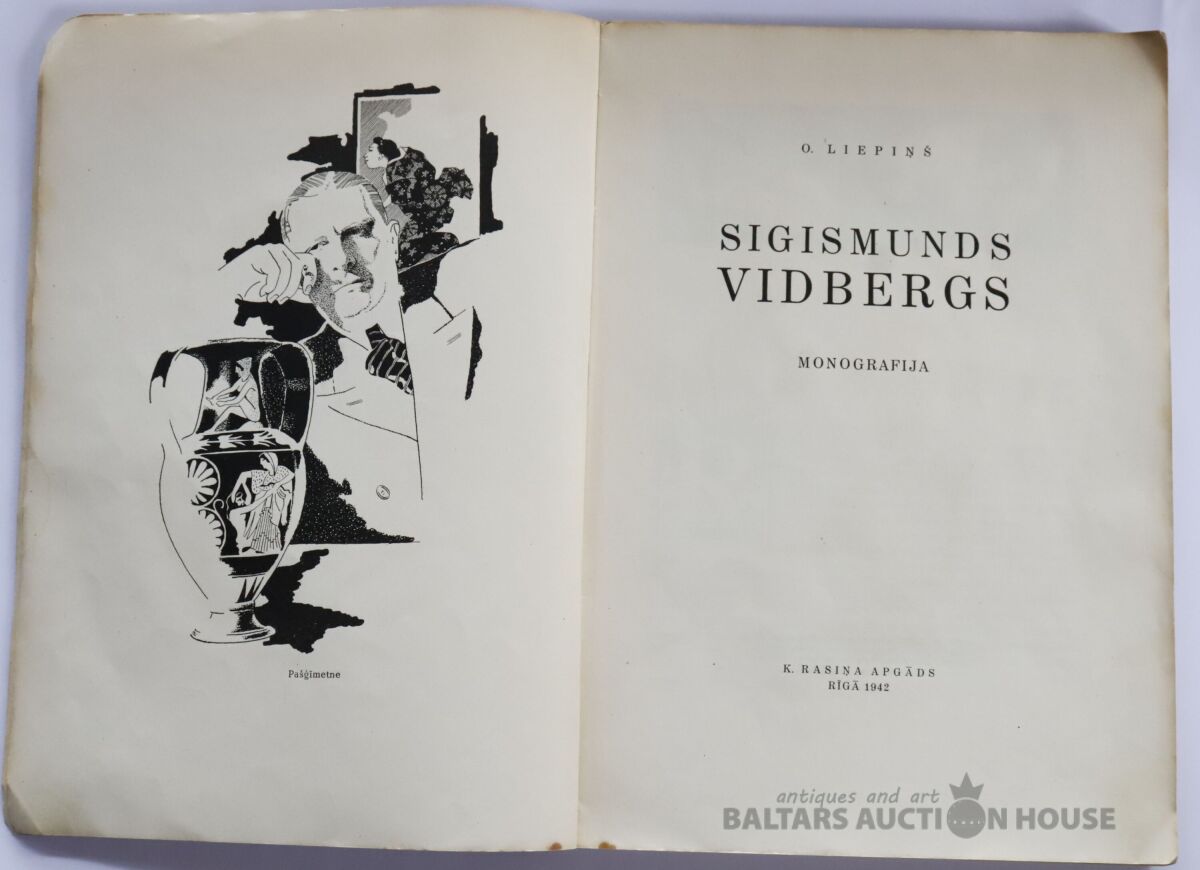 Pašģīmetne
O. LIEPIŅŠ
SIGISMUNDS
VIDBERGS
MONOGRAFIJA
K. RASIŅA APGĀDS
RĪGĀ 1942
antiques and art
BALTARS AUCTION HOUSE